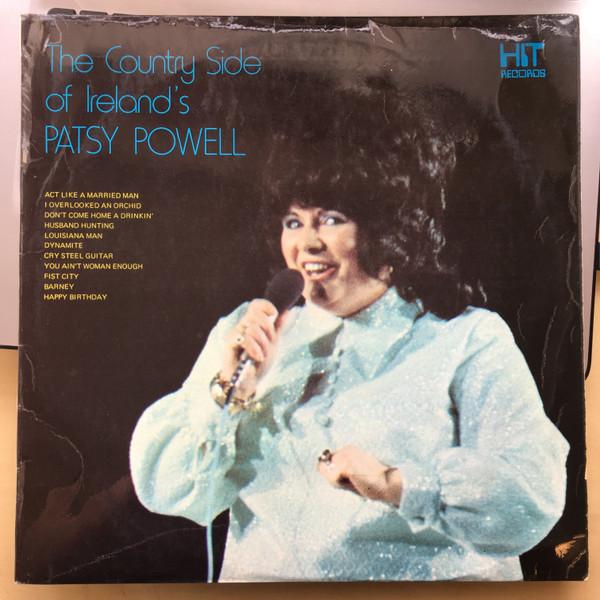 The Country Side
of Ireland's
PATSY POWELL
HIT
RECORDS
ACT LIKE A MARRIED MAN
I OVERLOOKED AN ORCHID
DON'T COME HOME A DRINKIN'
HUSBAND HUNTING
LOUISIANA MAN
DYNAMITE
CRY STEEL GUITAR
YOU AIN'T WOMAN ENOUGH
FIST CITY
BARNEY
HAPPY BIRTHDAY